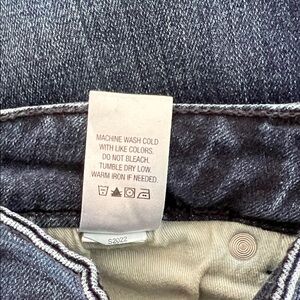 MACHINE WASH COLD
WITH LIKE COLORS.
DO NOT BLEACH.
TUMBLE DRY LOW.
WARM IRON IF NEEDED.
S2022